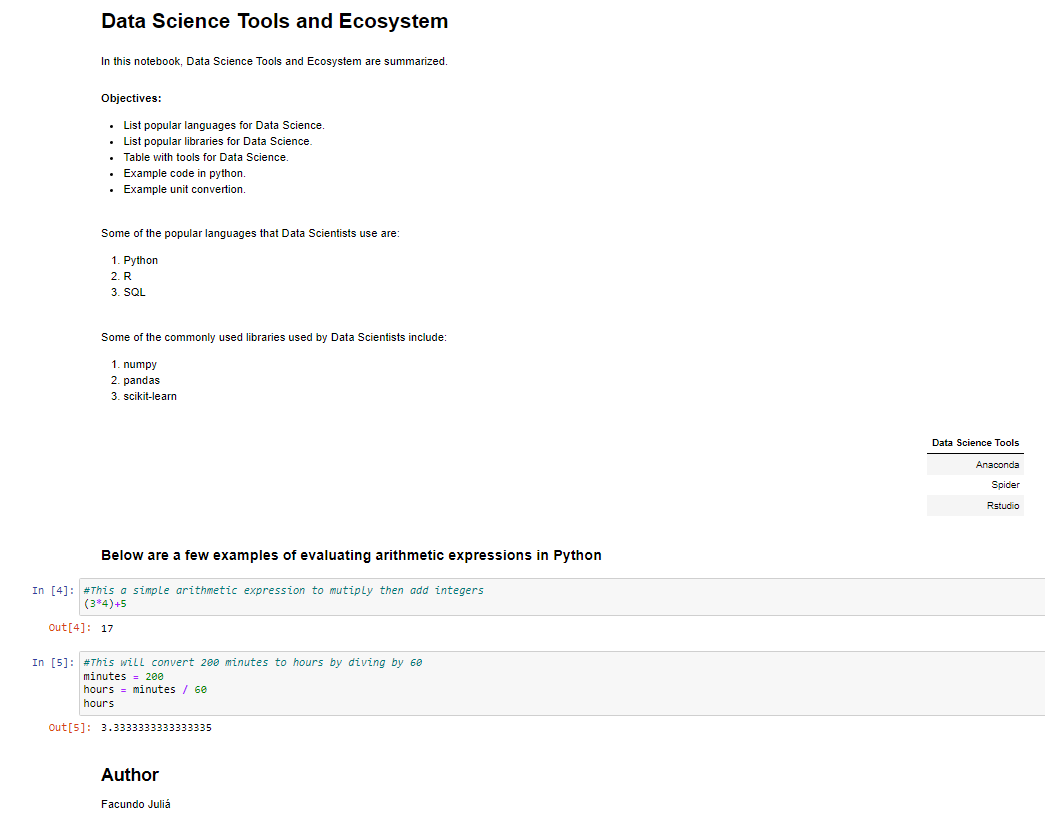 Data Science Tools and Ecosystem
In this notebook, Data Science Tools and Ecosystem are summarized.
Objectives:
• List popular languages for Data Science.
• List popular libraries for Data Science.
• Table with tools for Data Science.
• Example code in python.
• Example unit convertion.
Some of the popular languages that Data Scientists use are:
1. Python
2. R
3. SQL
Some of the commonly used libraries used by Data Scientists include:
1. numpy
2. pandas
3. scikit-learn
Data Science Tools
Anaconda
Spider
Rstudio
Below are a few examples of evaluating arithmetic expressions in Python
In [4]: #This a simple arithmetic expression to mutiply then add integers
(3*4)+5
Out[4]: 17
In [5]: #This will convert 200 minutes to hours by diving by 60
minutes = 200
hours = minutes / 60
hours
Out[5]: 3.3333333333333335
Author
Facundo Juliá